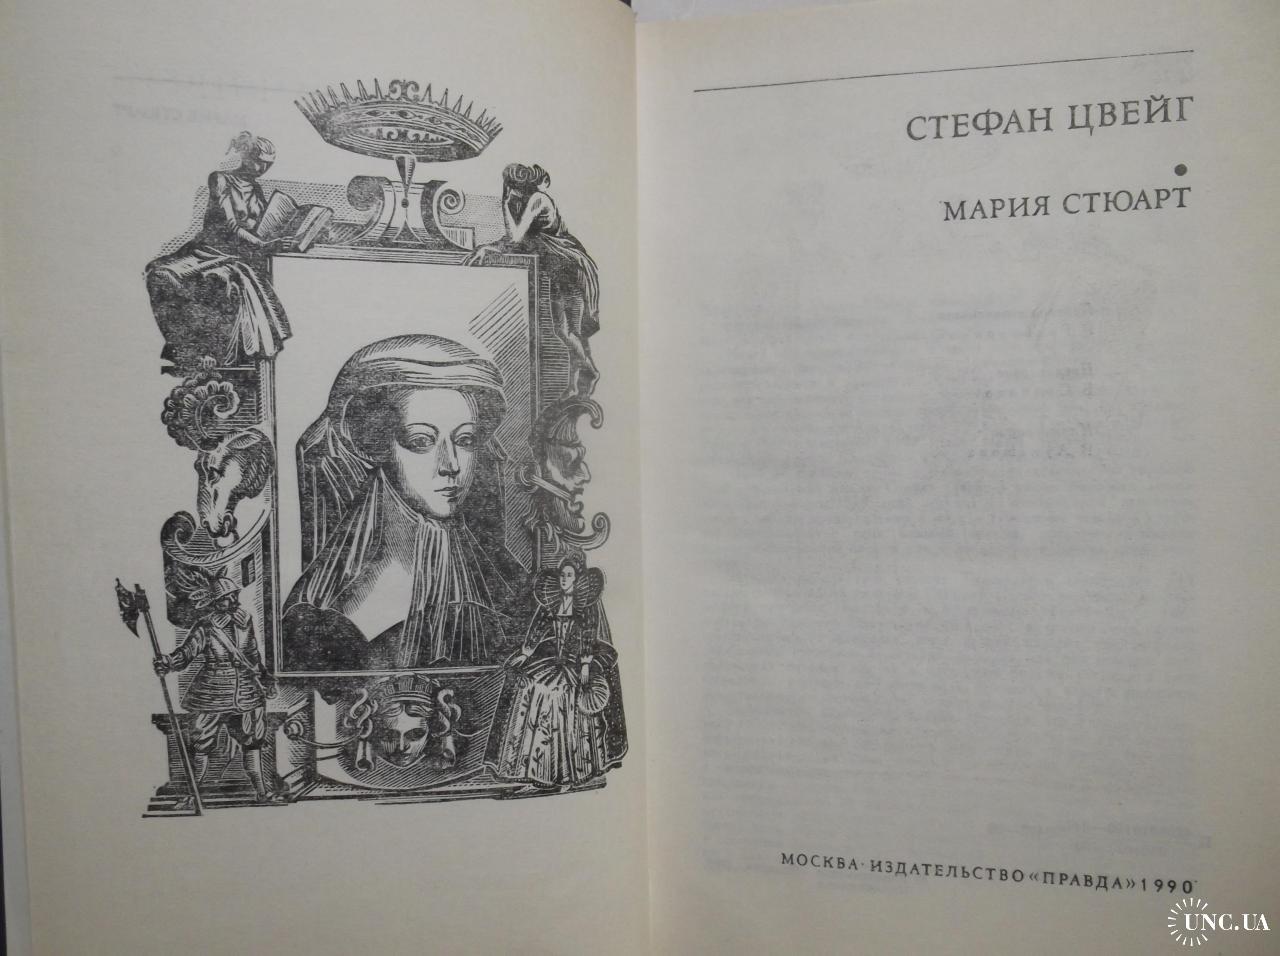 СТЕФАН ЦВЕЙГ
•
МАРИЯ СТЮАРТ
МОСКВА·ИЗДАТЕЛЬСТВО«ПРАВДА»1990
UNC.UA